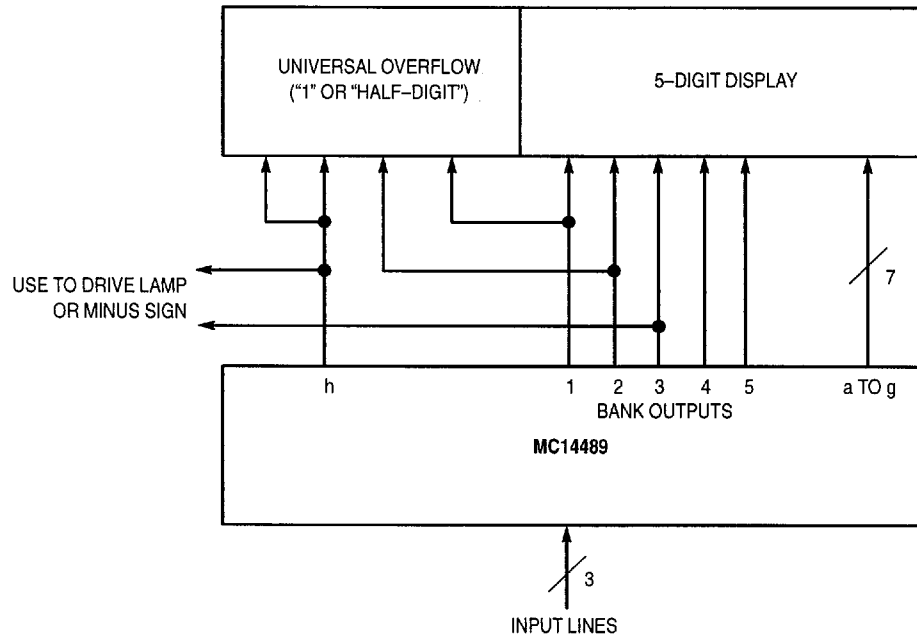 UNIVERSAL OVERFLOW
("1" OR "HALF–DIGIT")
5–DIGIT DISPLAY
USE TO DRIVE LAMP
OR MINUS SIGN
7
h 1 2 3 4 5 a TO g
BANK OUTPUTS
MC14489
3
INPUT LINES